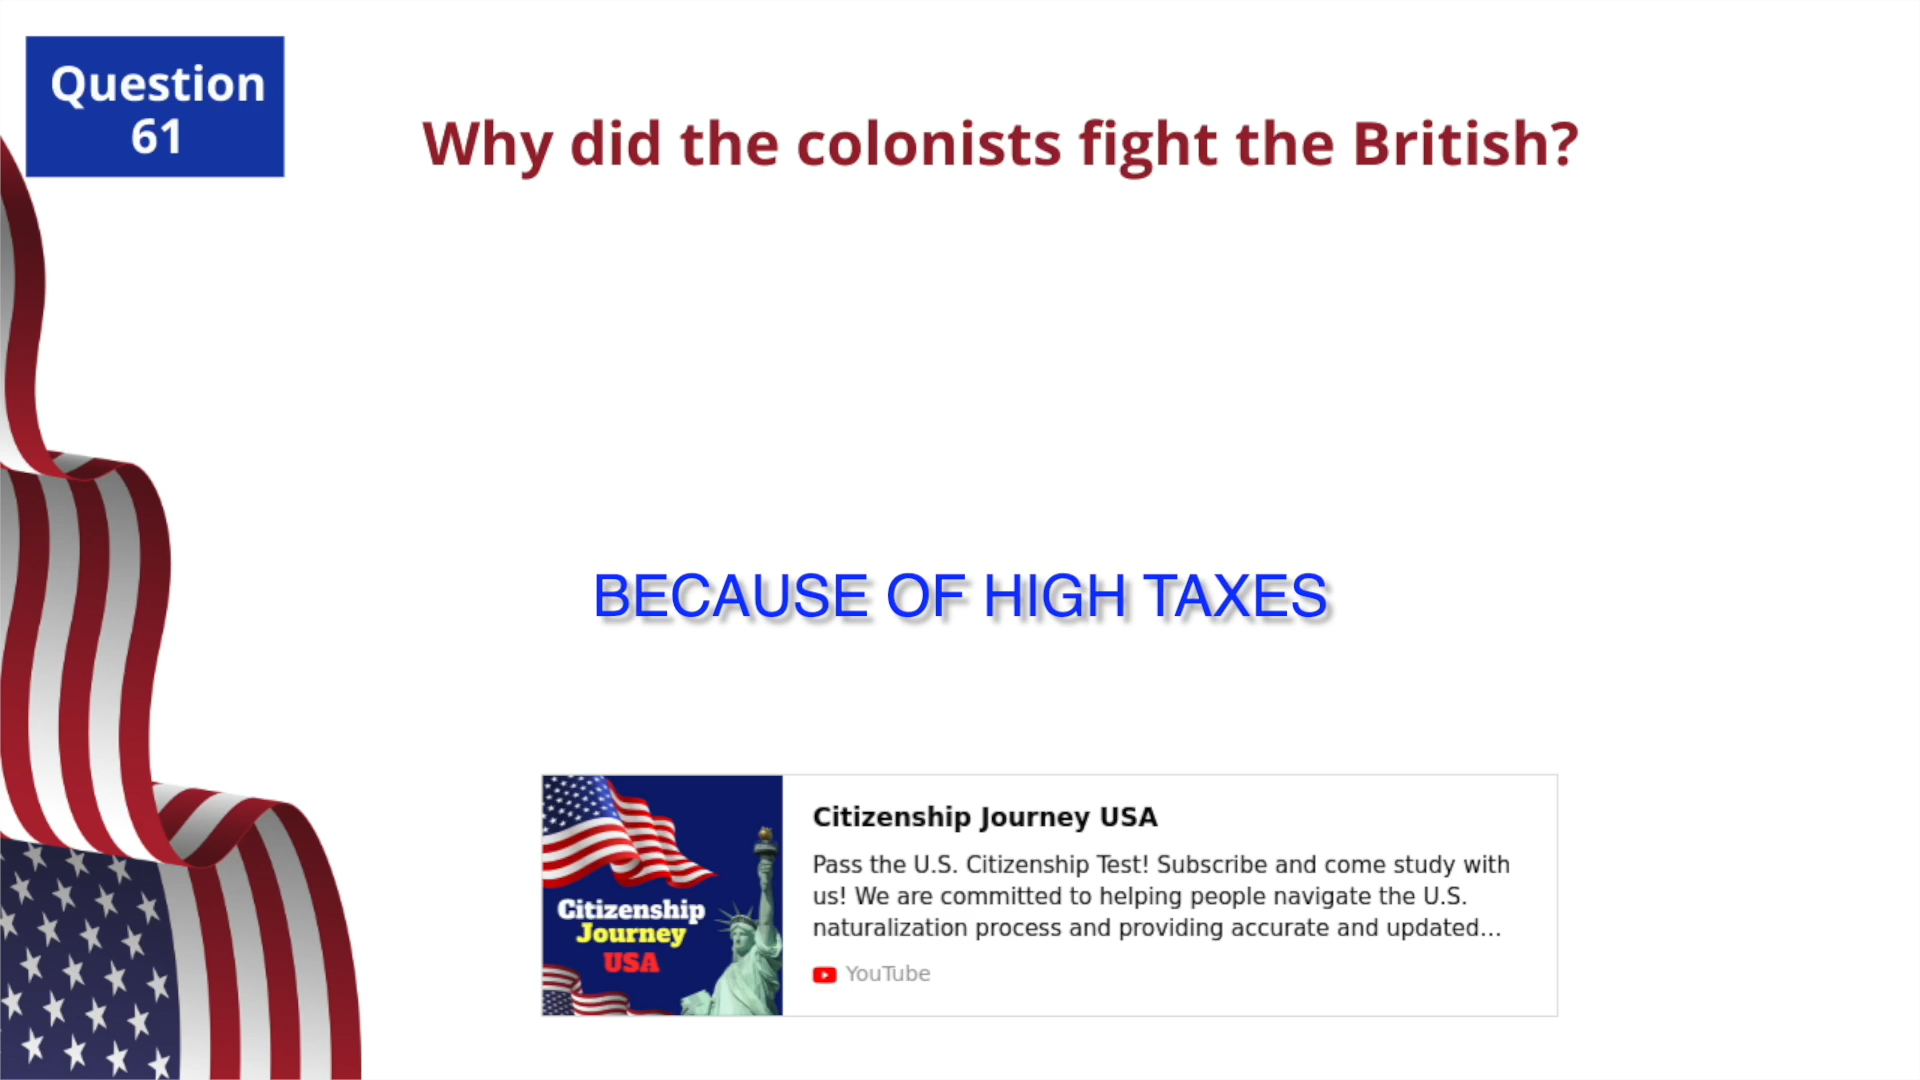 Question
61
Why did the colonists fight the British?
BECAUSE OF HIGH TAXES
Citizenship
Journey
USA
Citizenship Journey USA
Pass the U.S. Citizenship Test! Subscribe and come study with
us! We are committed to helping people navigate the U.S.
naturalization process and providing accurate and updated...
YouTube